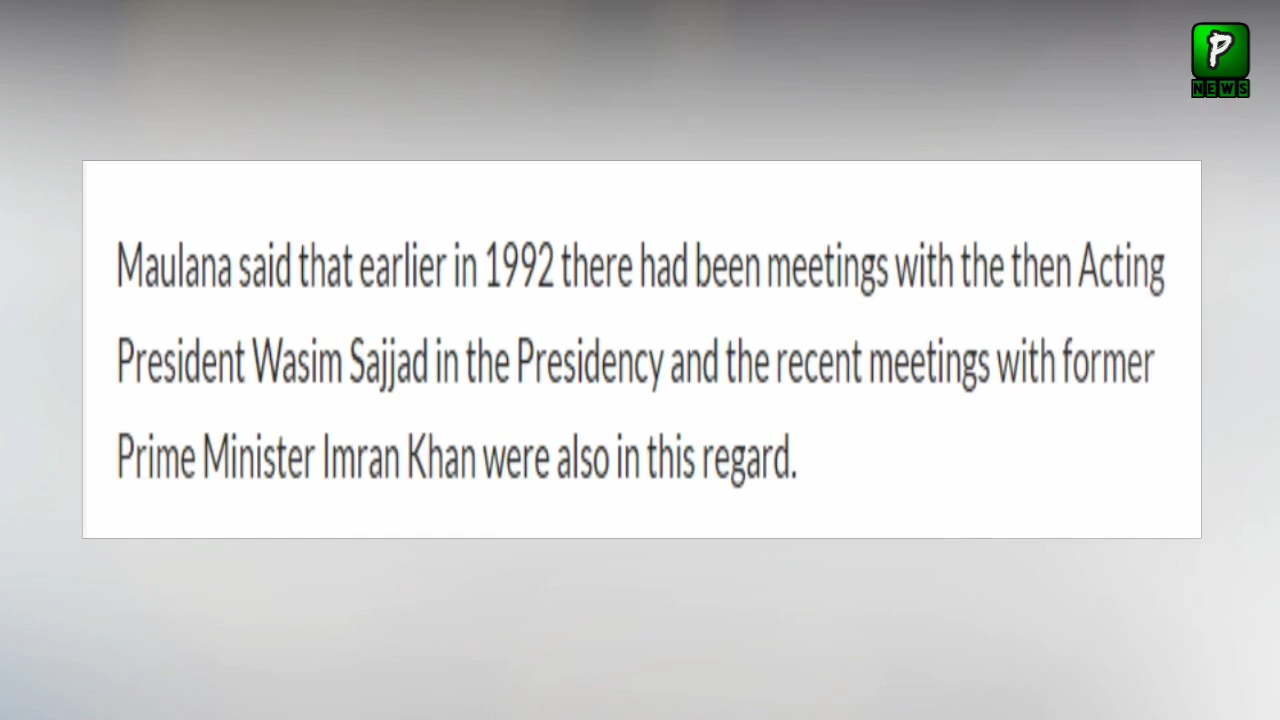 P
NEWS
Maulana said that earlier in 1992 there had been meetings with the then Acting
President Wasim Sajjad in the Presidency and the recent meetings with former
Prime Minister Imran Khan were also in this regard.